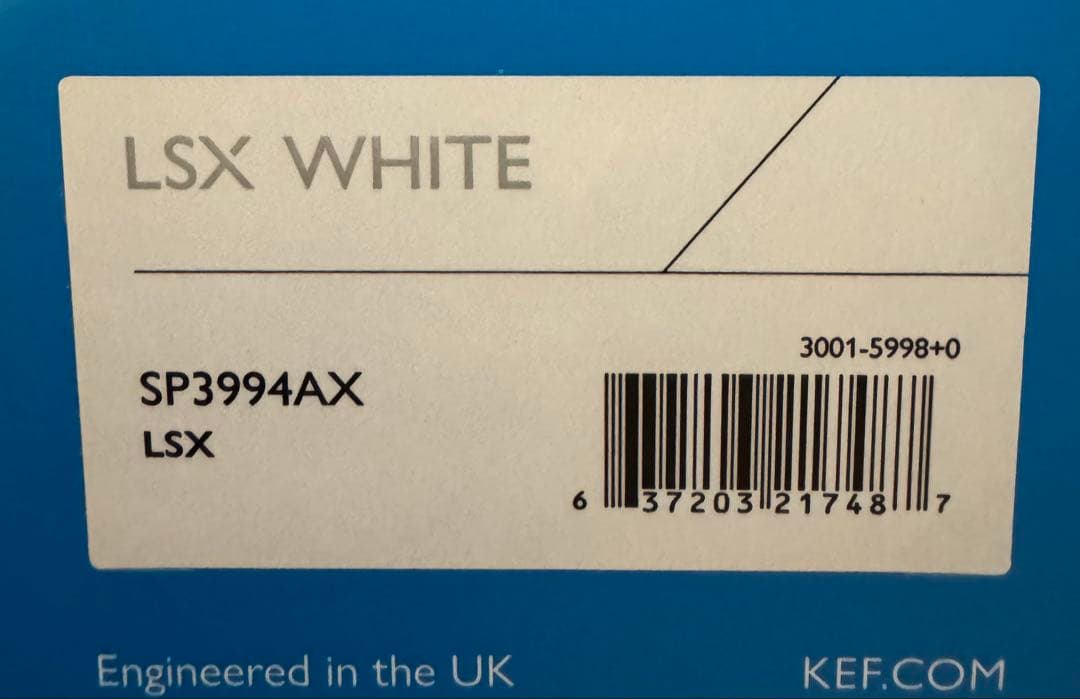 LSX WHITE
3001-5998+0
SP3994AX
LSX
6 37203 21748 7
Engineered in the UK
KEF.COM